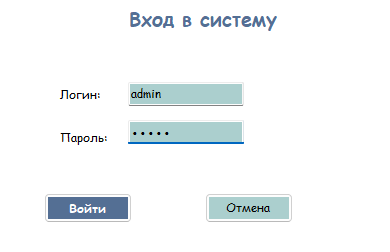 Вход в систему
Логин: admin
Пароль: •••••
Войти Отмена